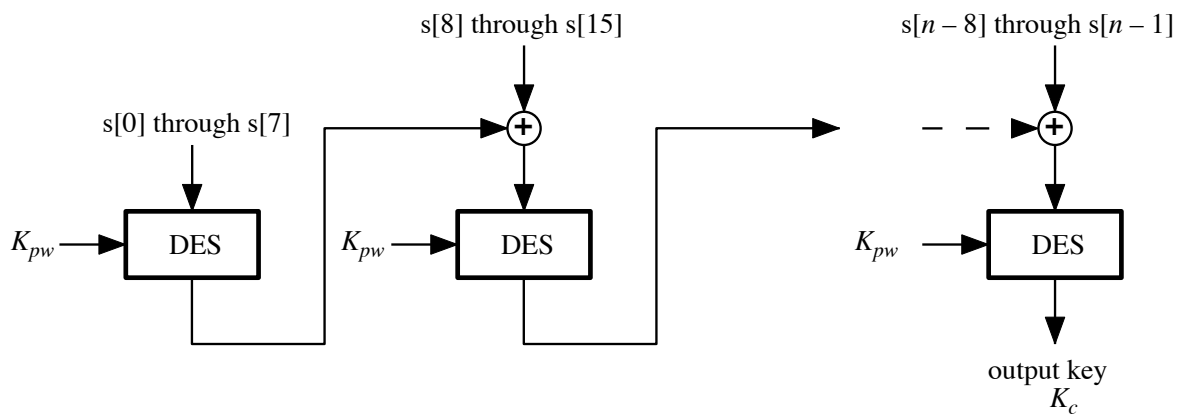 s[8] through s[15]
s[n – 8] through s[n – 1]
s[0] through s[7]
+
+
K_pw
DES
K_pw
DES
K_pw
DES
output key
K_c